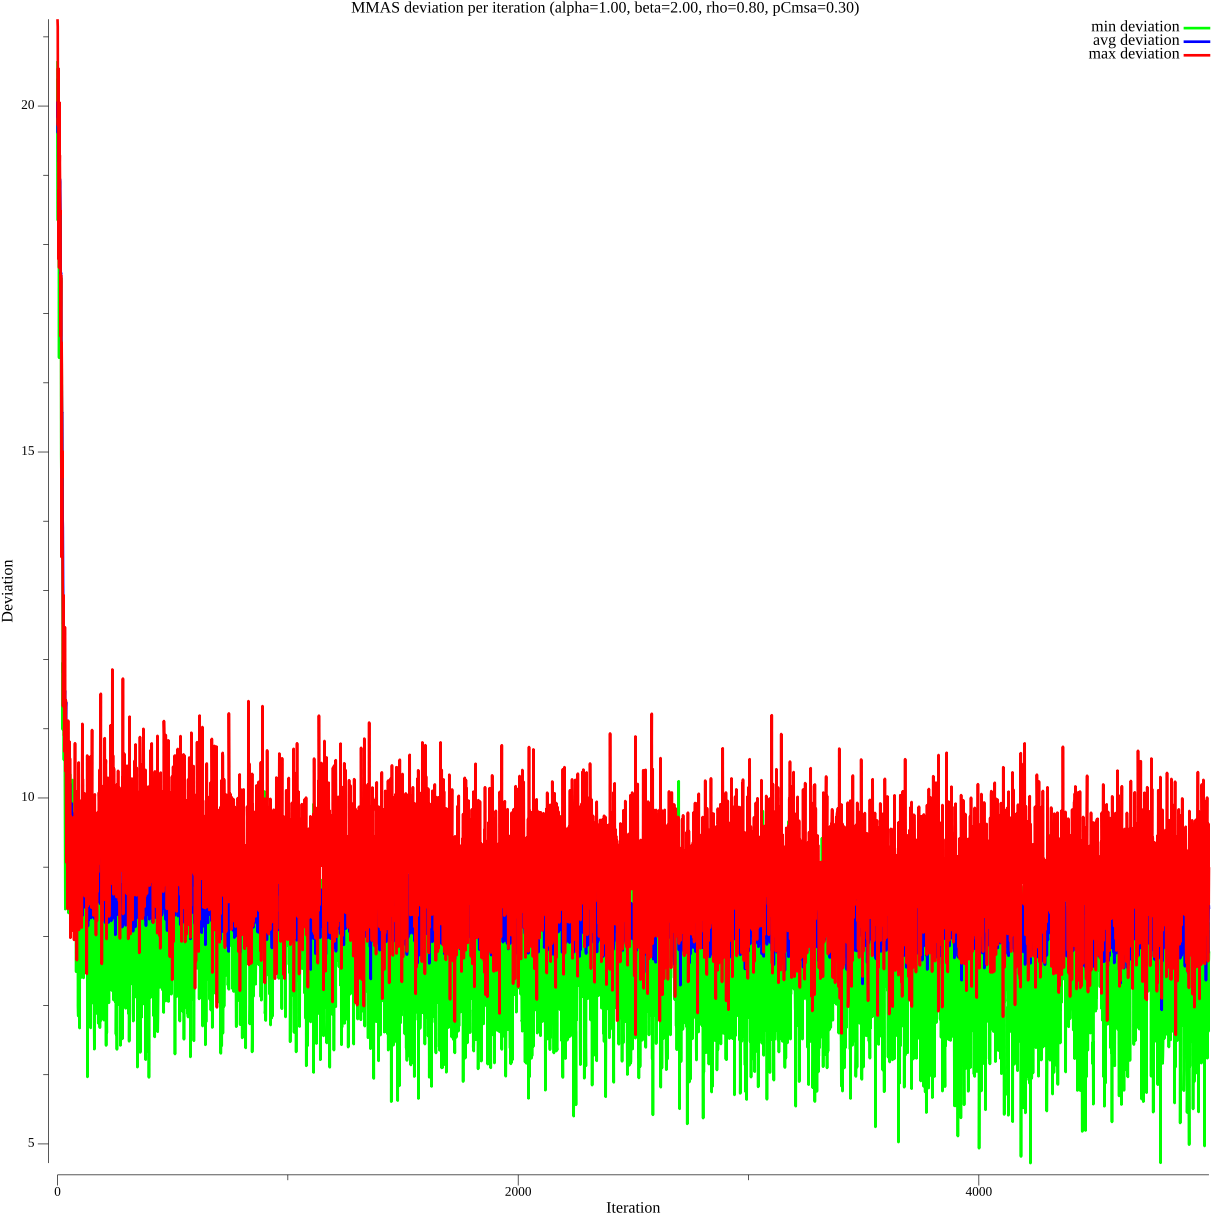 MMAS deviation per iteration (alpha=1.00, beta=2.00, rho=0.80, pCmsa=0.30)
min deviation
avg deviation
max deviation
20
15
10
5
Deviation
0 2000 4000
Iteration